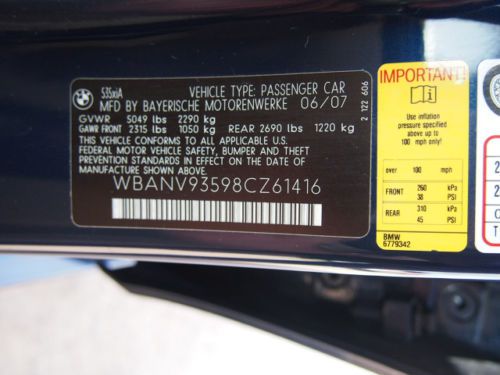 535xiA
VEHICLE TYPE: PASSENGER CAR
MFD BY BAYERISCHE MOTORENWERKE 06/07
GVWR 5049 lbs 2290 kg
GAWR FRONT 2315 lbs 1050 kg REAR 2690 lbs 1220 kg
THIS VEHICLE CONFORMS TO ALL APPLICABLE U.S.
FEDERAL MOTOR VEHICLE SAFETY, BUMPER AND THEFT
PREVENTION STANDARDS IN EFFECT ON THE DATE OF
MANUFACTURE SHOWN ABOVE.
WBANV93598CZ61416
2 122 606
IMPORTANT!
Use inflation
pressure specified
above up to
100 mph only!
over 100 mph
FRONT 260 kPa
38 PSI
REAR 310 kPa
45 PSI
BMW
6779342